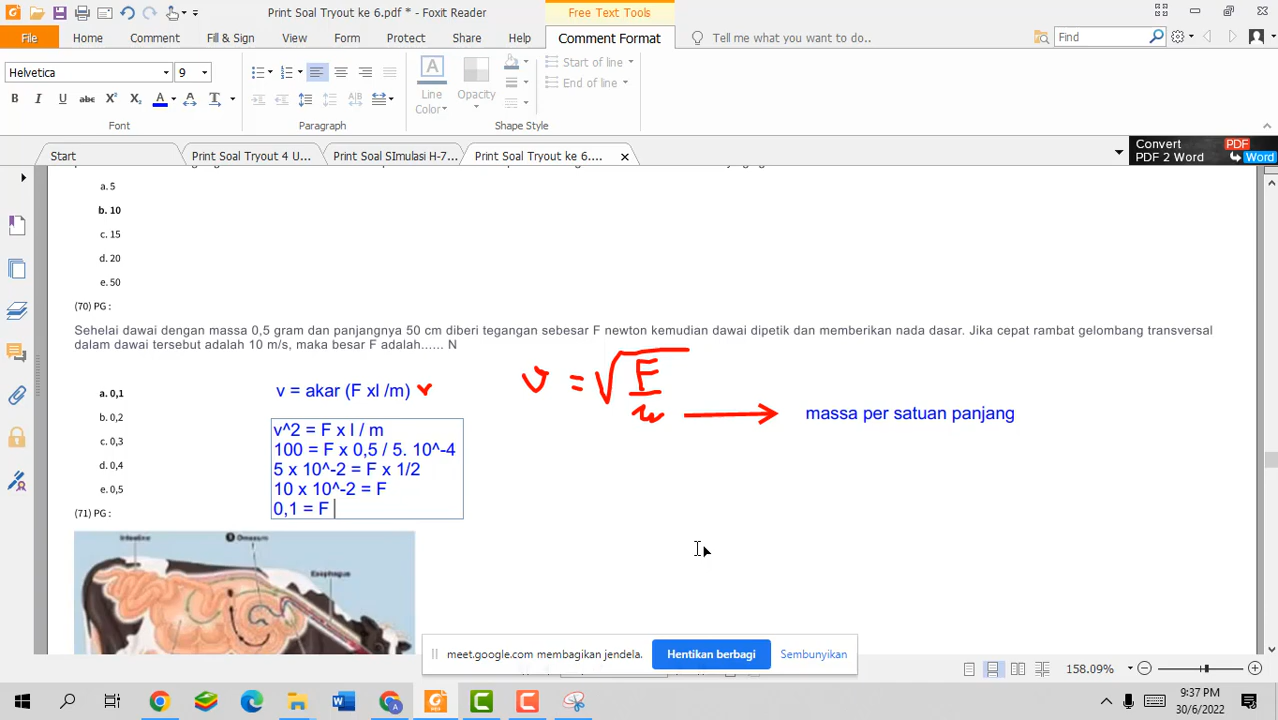 Print Soal Tryout ke 6.pdf * - Foxit Reader
Free Text Tools
File Home Comment Fill & Sign View Form Protect Share Help Comment Format Tell me what you want to do... Find
Helvetica 9
Line Color Opacity
Start of line
End of line
Font Paragraph Shape Style
Start Print Soal Tryout 4 U... Print Soal SImulasi H-7... Print Soal Tryout ke 6....
Convert PDF
PDF 2 Word Word
a. 5
b. 10
c. 15
d. 20
e. 50
(70) PG :
Sehelai dawai dengan massa 0,5 gram dan panjangnya 50 cm diberi tegangan sebesar F newton kemudian dawai dipetik dan memberikan nada dasar. Jika cepat rambat gelombang transversal
dalam dawai tersebut adalah 10 m/s, maka besar F adalah...... N
a. 0,1
b. 0,2
c. 0,3
d. 0,4
e. 0,5
v = akar (F xl /m)
v = √F
massa per satuan panjang
v^2 = F x l / m
100 = F x 0,5 / 5. 10^-4
5 x 10^-2 = F x 1/2
10 x 10^-2 = F
0,1 = F
(71) PG :
Intestine
Omasum
Esophagus
meet.google.com membagikan jendela. Hentikan berbagi Sembunyikan
158.09%
9:37 PM
30/6/2022